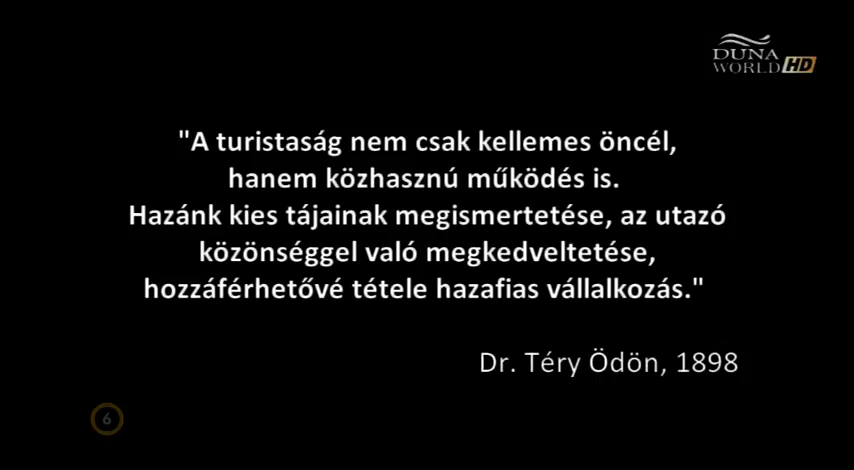 DUNA
WORLD HD
"A turistaság nem csak kellemes öncél,
hanem közhasznú működés is.
Hazánk kies tájainak megismertetése, az utazó
közönséggel való megkedveltetése,
hozzáférhetővé tétele hazafias vállalkozás."
Dr. Téry Ödön, 1898
6